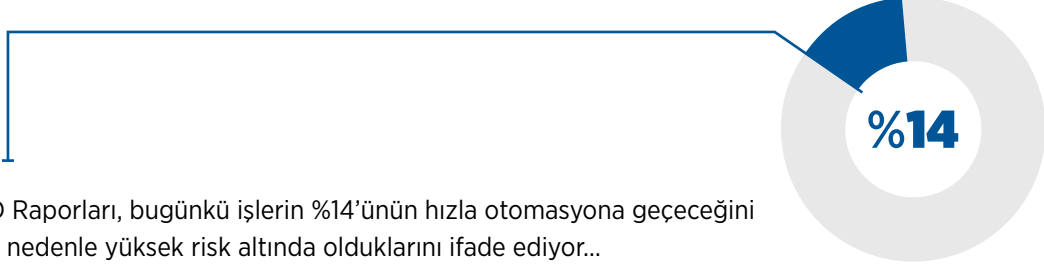 %14
Raporları, bugünkü işlerin %14’ünün hızla otomasyona geçeceğini
nedenle yüksek risk altında olduklarını ifade ediyor...